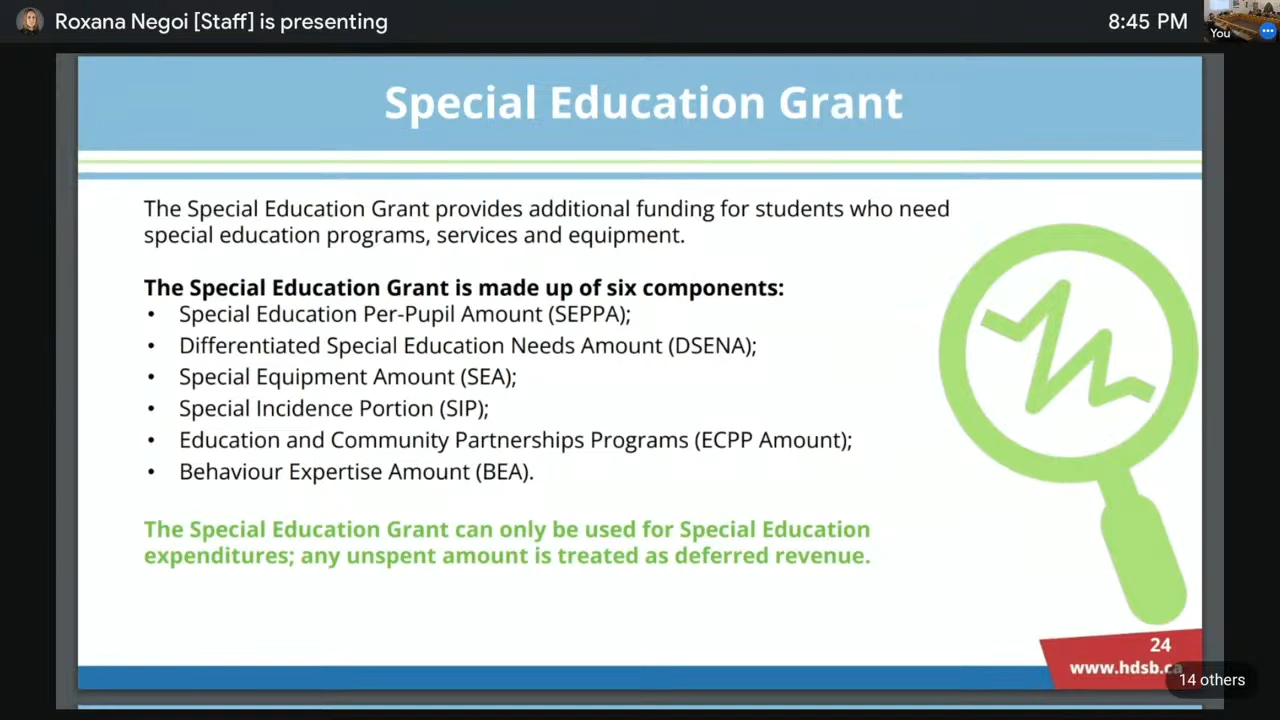 Roxana Negoi [Staff] is presenting
8:45 PM
You
Special Education Grant
The Special Education Grant provides additional funding for students who need
special education programs, services and equipment.
The Special Education Grant is made up of six components:
• Special Education Per-Pupil Amount (SEPPA);
• Differentiated Special Education Needs Amount (DSENA);
• Special Equipment Amount (SEA);
• Special Incidence Portion (SIP);
• Education and Community Partnerships Programs (ECPP Amount);
• Behaviour Expertise Amount (BEA).
The Special Education Grant can only be used for Special Education
expenditures; any unspent amount is treated as deferred revenue.
24
www.hdsb.ca
14 others